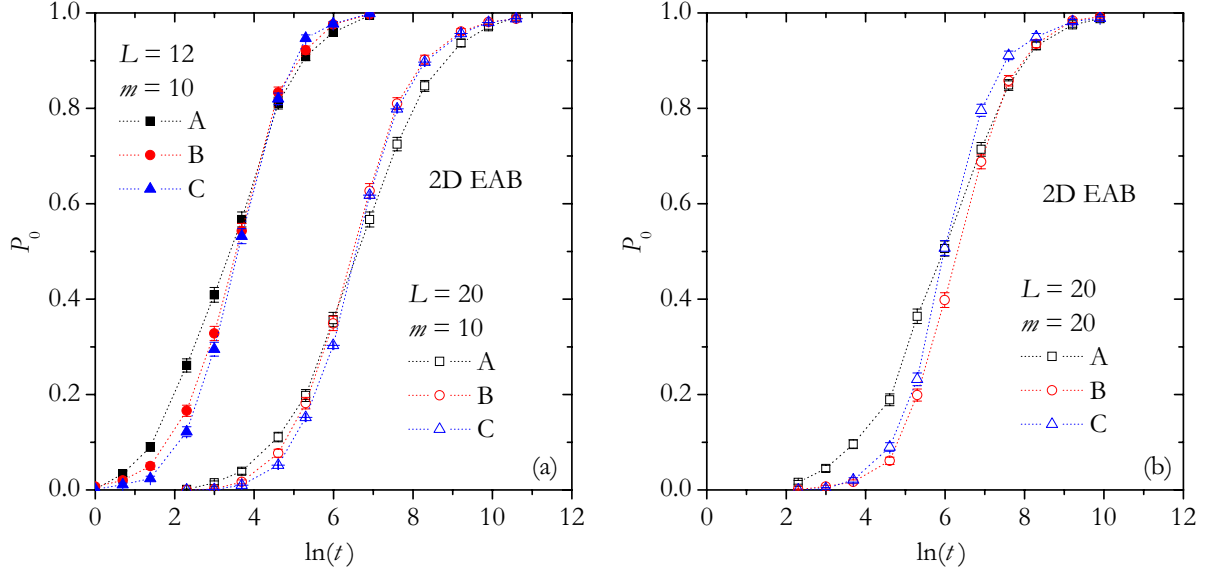 1.0
0.8
0.6
0.4
0.2
0.0
P₀
L = 12
m = 10
A
B
C
2D EAB
L = 20
m = 10
A
B
C
(a)
0 2 4 6 8 10 12
ln(t)
1.0
0.8
0.6
0.4
0.2
0.0
P₀
2D EAB
L = 20
m = 20
A
B
C
(b)
0 2 4 6 8 10 12
ln(t)